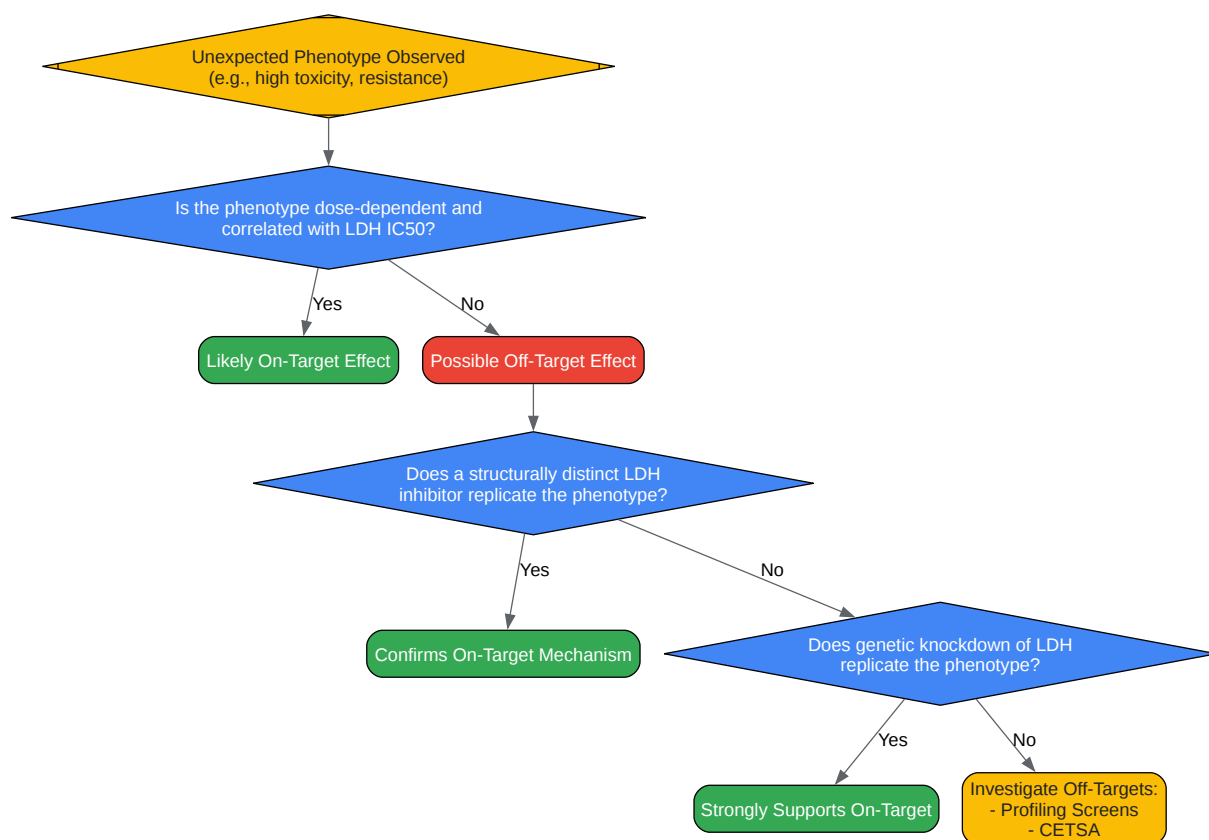 Unexpected Phenotype Observed
(e.g., high toxicity, resistance)
Is the phenotype dose-dependent and
correlated with LDH IC50?
Yes
No
Likely On-Target Effect
Possible Off-Target Effect
Does a structurally distinct LDH
inhibitor replicate the phenotype?
Yes
No
Confirms On-Target Mechanism
Does genetic knockdown of LDH
replicate the phenotype?
Yes
No
Strongly Supports On-Target
Investigate Off-Targets:
- Profiling Screens
- CETSA